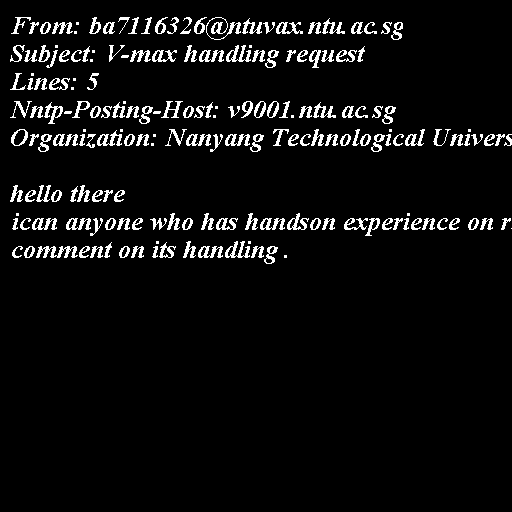 From: ba7116326@ntuvax.ntu.ac.sg
Subject: V-max handling request
Lines: 5
Nntp-Posting-Host: v9001.ntu.ac.sg
Organization: Nanyang Technological Univers
hello there
ican anyone who has handson experience on r
comment on its handling .